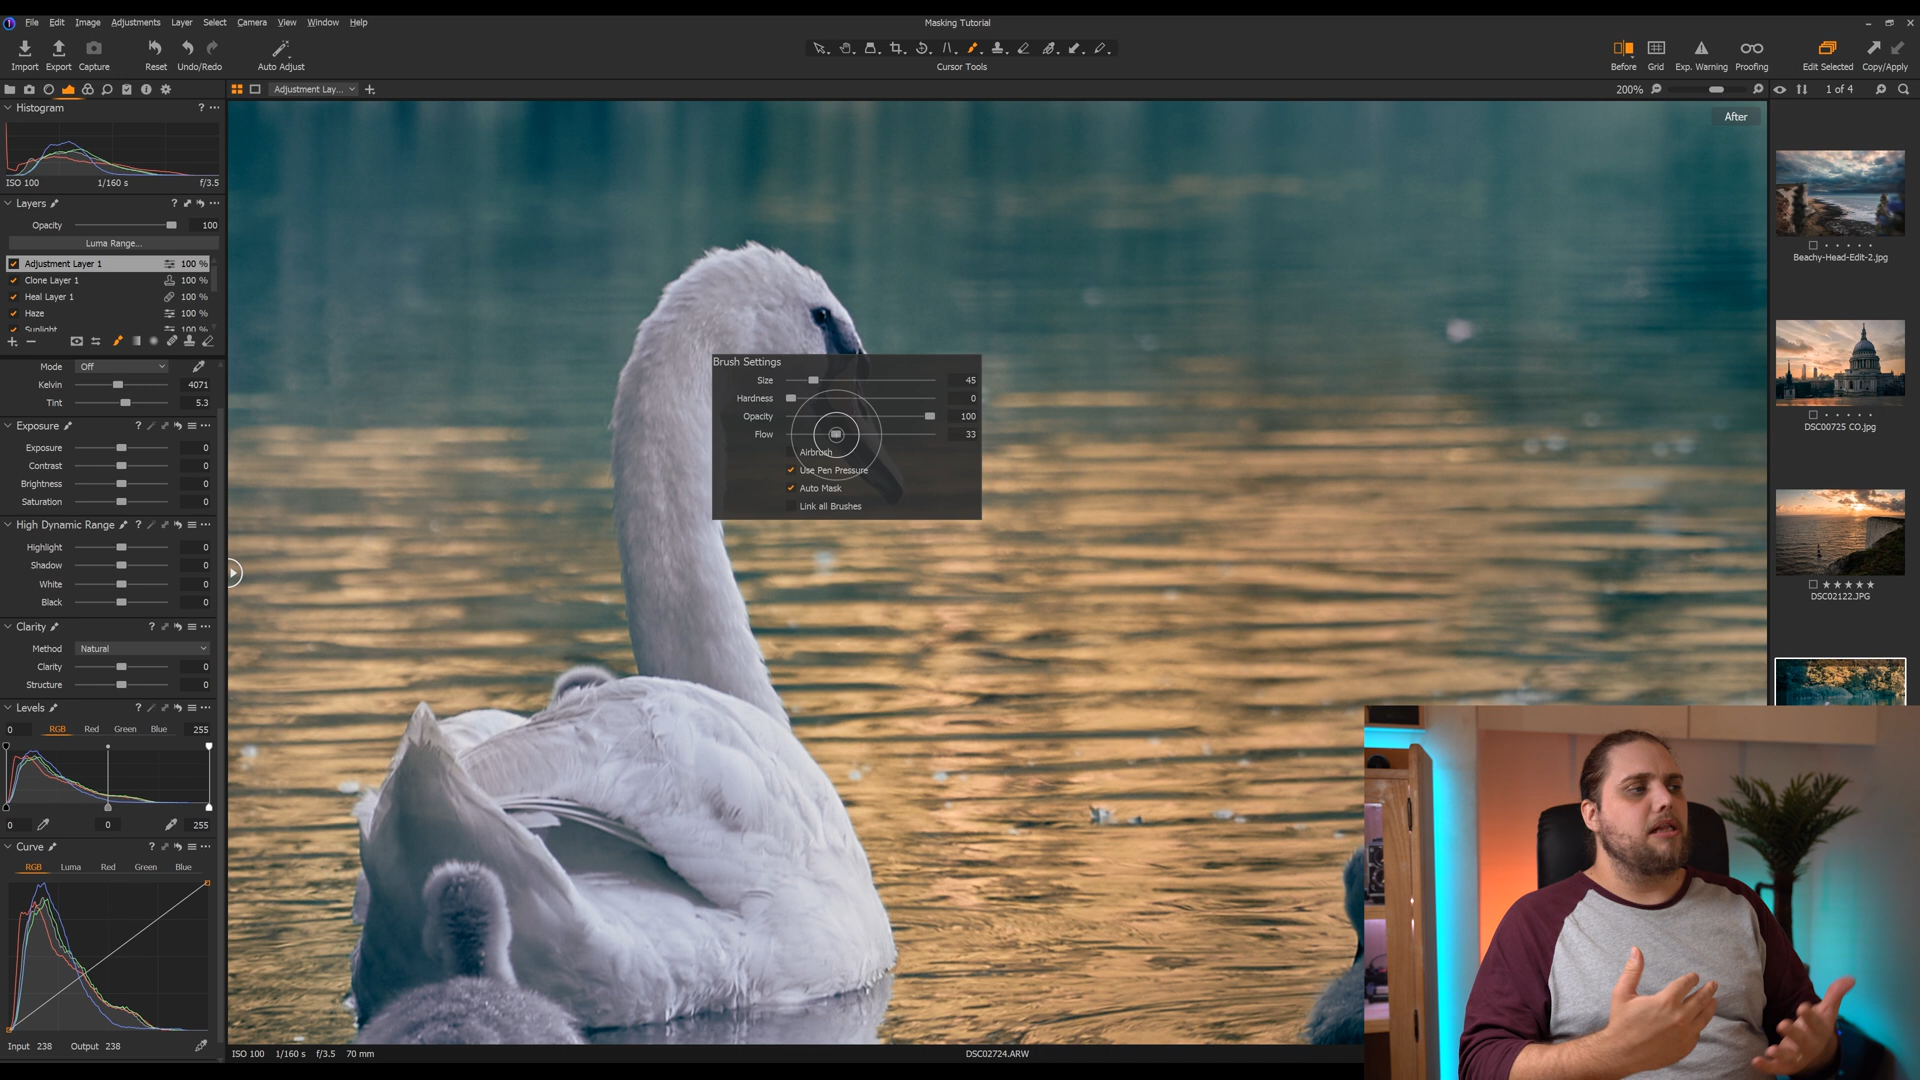 File Edit Image Adjustments Layer Select Camera View Window Help
Masking Tutorial
Import Export Capture Reset Undo/Redo Auto Adjust
Cursor Tools
Before Grid Exp. Warning Proofing Edit Selected Copy/Apply
Adjustment Lay...
200%
1 of 4
Histogram
ISO 100 1/160 s f/3.5
Layers
Opacity 100
Luma Range...
Adjustment Layer 1 100 %
Clone Layer 1 100 %
Heal Layer 1 100 %
Haze 100 %
Sunlight 100 %
Mode Off
Kelvin 4071
Tint 5.3
Exposure
Exposure 0
Contrast 0
Brightness 0
Saturation 0
High Dynamic Range
Highlight 0
Shadow 0
White 0
Black 0
Clarity
Method Natural
Clarity 0
Structure 0
Levels
0 RGB Red Green Blue 255
0 0 255
Curve
RGB Luma Red Green Blue
Input 238 Output 238
After
Brush Settings
Size 45
Hardness 0
Opacity 100
Flow 33
Airbrush
Use Pen Pressure
Auto Mask
Link all Brushes
Beachy-Head-Edit-2.jpg
DSC00725 CO.jpg
DSC02122.JPG
ISO 100 1/160 s f/3.5 70 mm
DSC02724.ARW